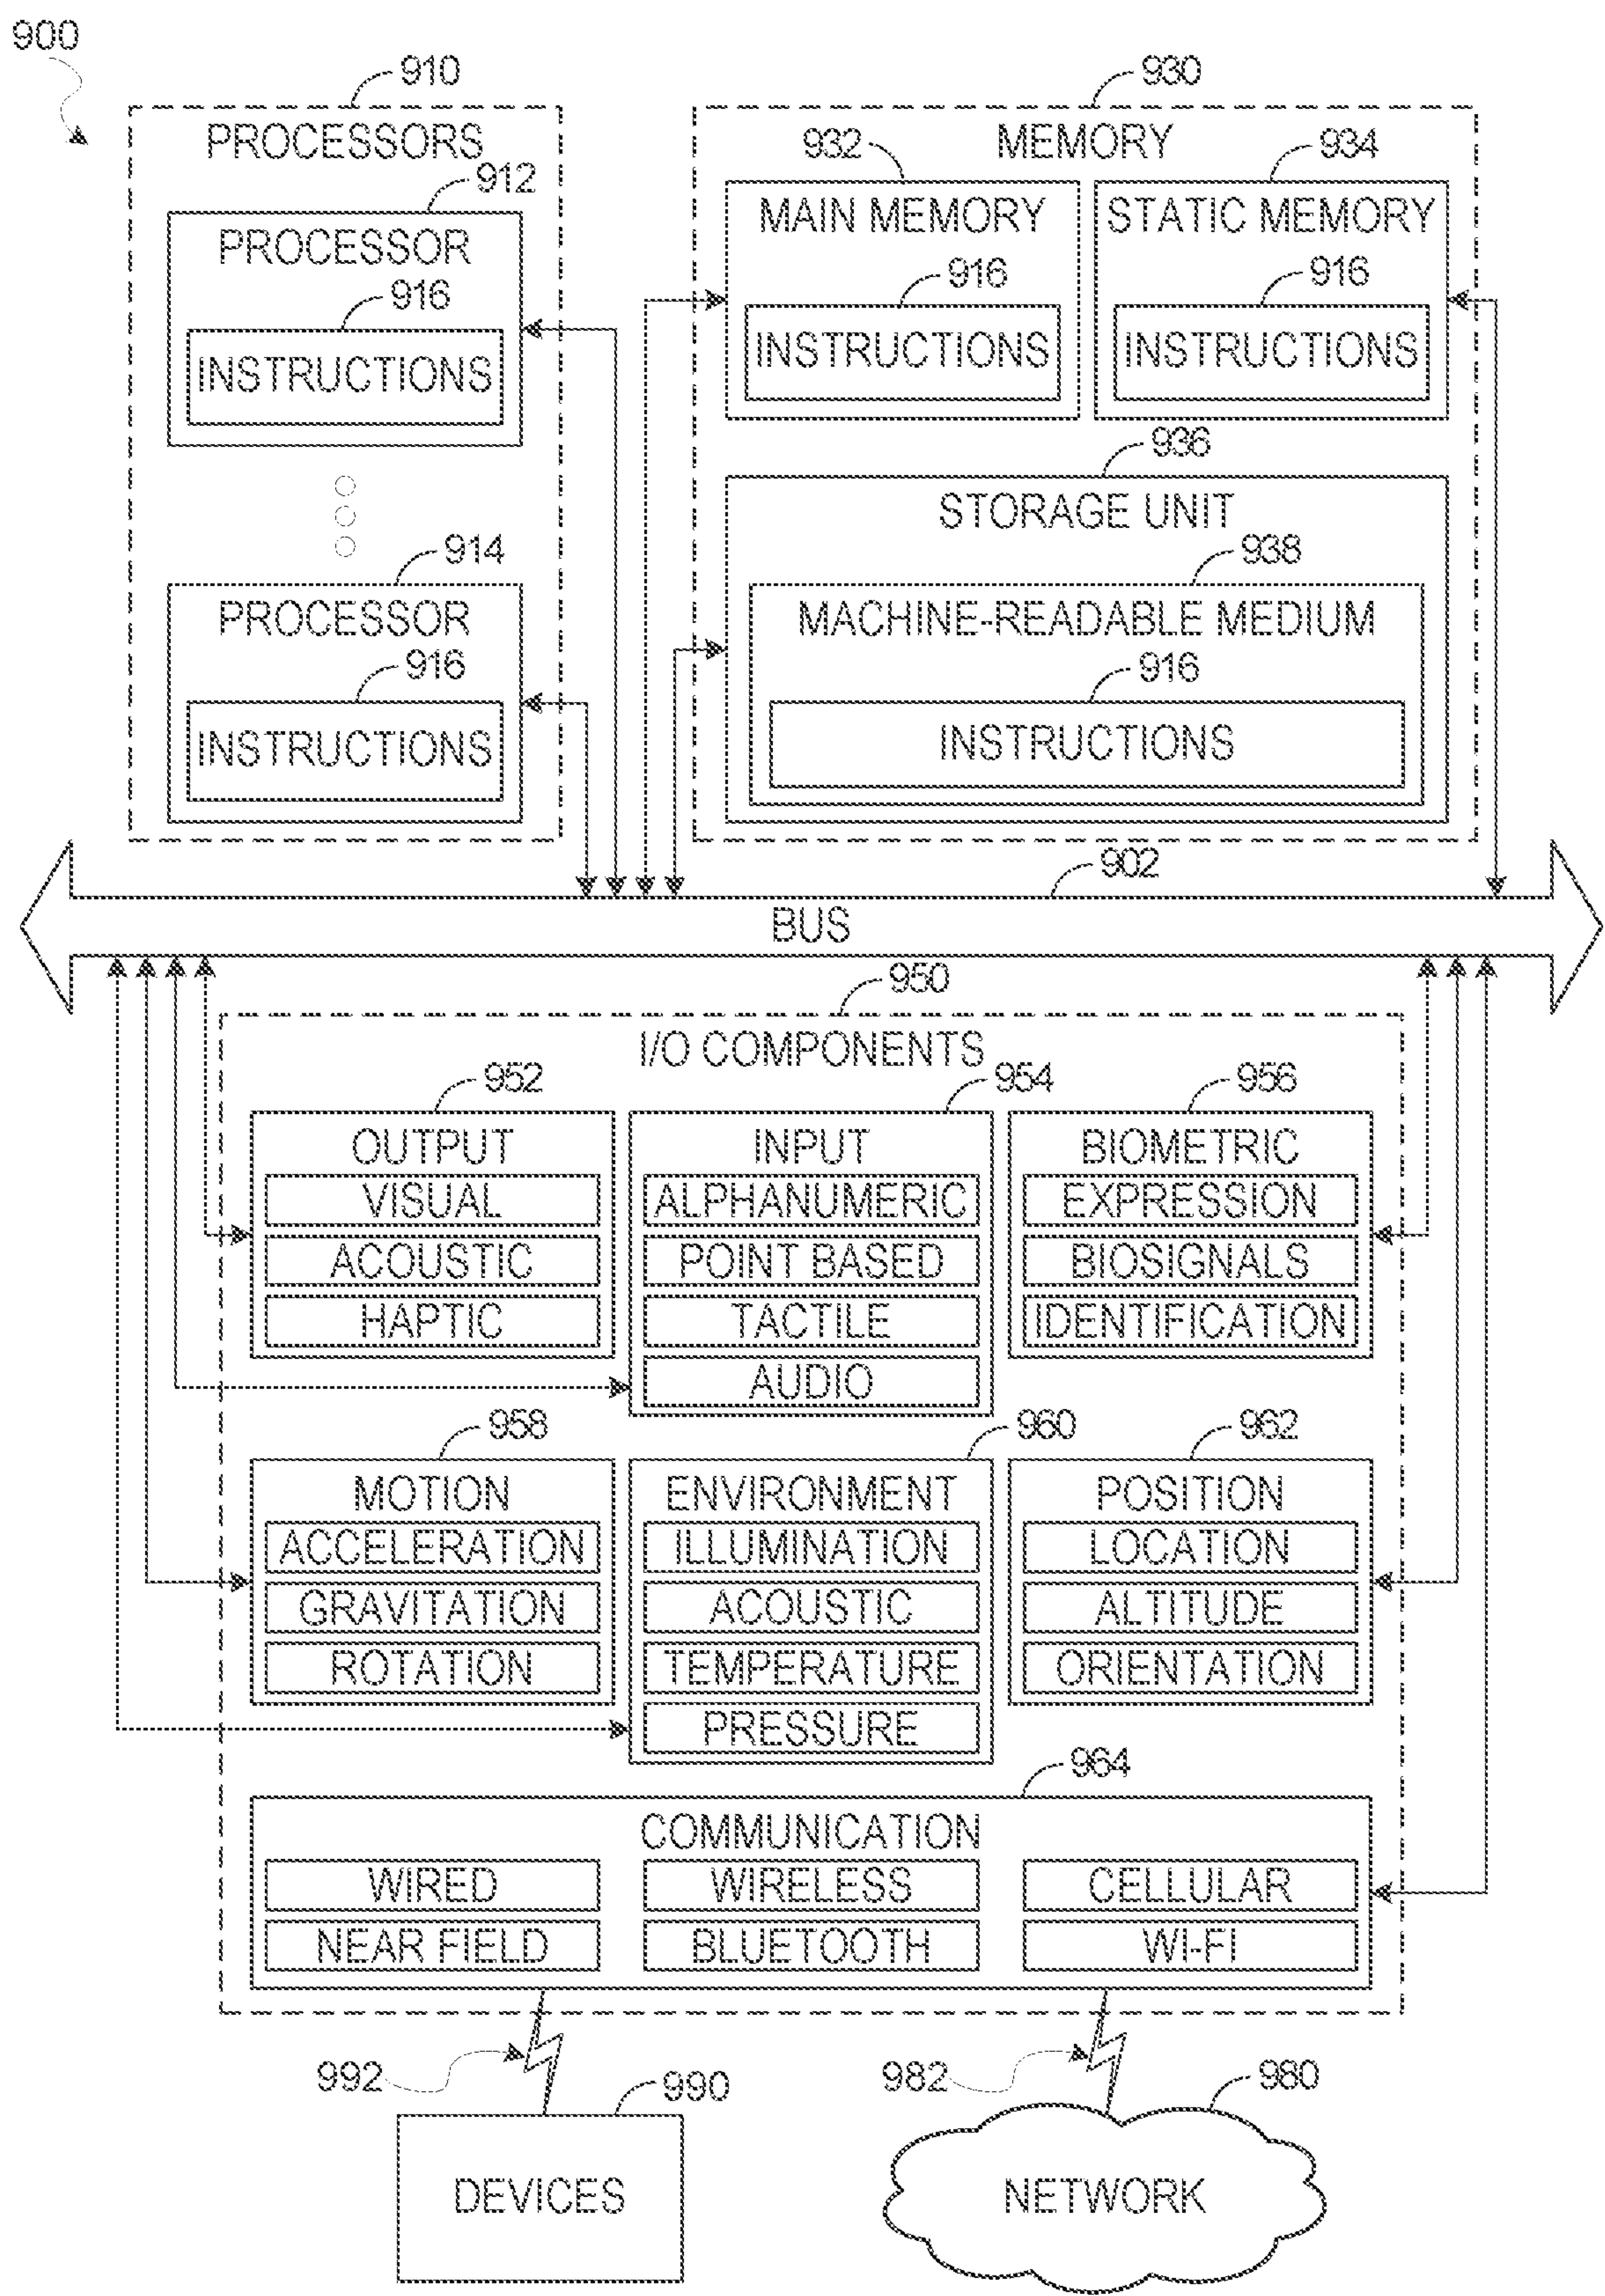 900
910
PROCESSORS
912
PROCESSOR
916
INSTRUCTIONS
914
PROCESSOR
916
INSTRUCTIONS
930
MEMORY
932
MAIN MEMORY
916
INSTRUCTIONS
934
STATIC MEMORY
916
INSTRUCTIONS
936
STORAGE UNIT
938
MACHINE-READABLE MEDIUM
916
INSTRUCTIONS
902
BUS
950
I/O COMPONENTS
952
OUTPUT
VISUAL
ACOUSTIC
HAPTIC
954
INPUT
ALPHANUMERIC
POINT BASED
TACTILE
AUDIO
956
BIOMETRIC
EXPRESSION
BIOSIGNALS
IDENTIFICATION
958
MOTION
ACCELERATION
GRAVITATION
ROTATION
960
ENVIRONMENT
ILLUMINATION
ACOUSTIC
TEMPERATURE
PRESSURE
962
POSITION
LOCATION
ALTITUDE
ORIENTATION
964
COMMUNICATION
WIRED
WIRELESS
CELLULAR
NEAR FIELD
BLUETOOTH
WI-FI
992
990
DEVICES
982
980
NETWORK